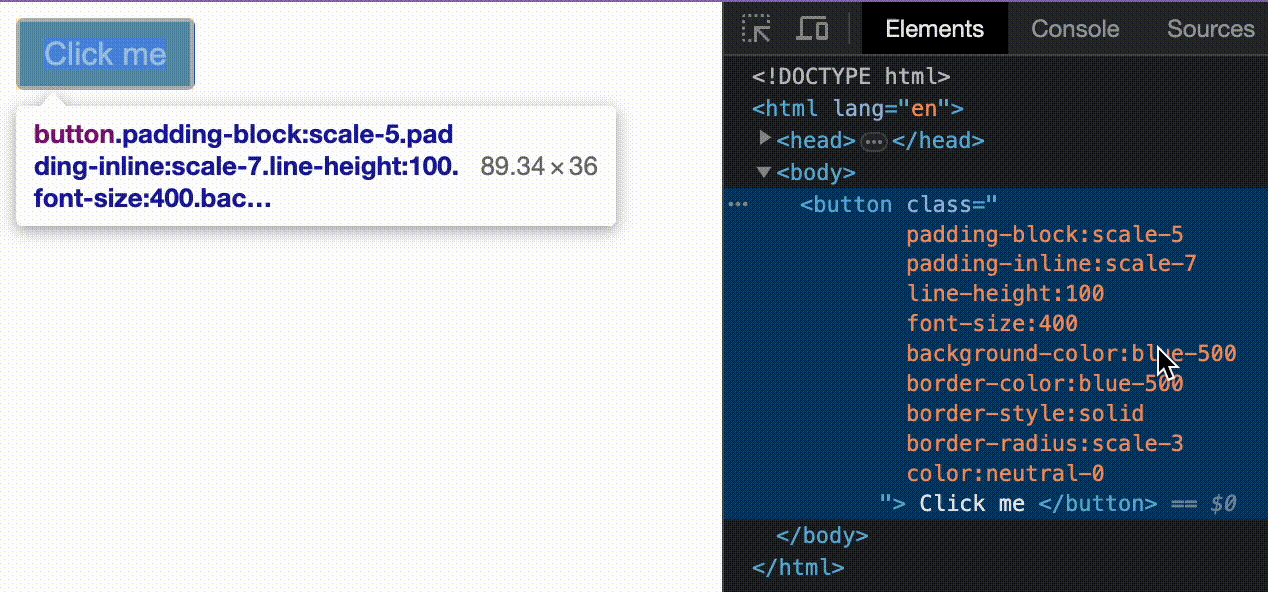 Click me
button.padding-block:scale-5.pad
ding-inline:scale-7.line-height:100.
font-size:400.bac…
89.34 × 36
Elements Console Sources
<!DOCTYPE html>
<html lang="en">
<head> ··· </head>
<body>
··· <button class="
padding-block:scale-5
padding-inline:scale-7
line-height:100
font-size:400
background-color:blue-500
border-color:blue-500
border-style:solid
border-radius:scale-3
color:neutral-0
"> Click me </button> == $0
</body>
</html>